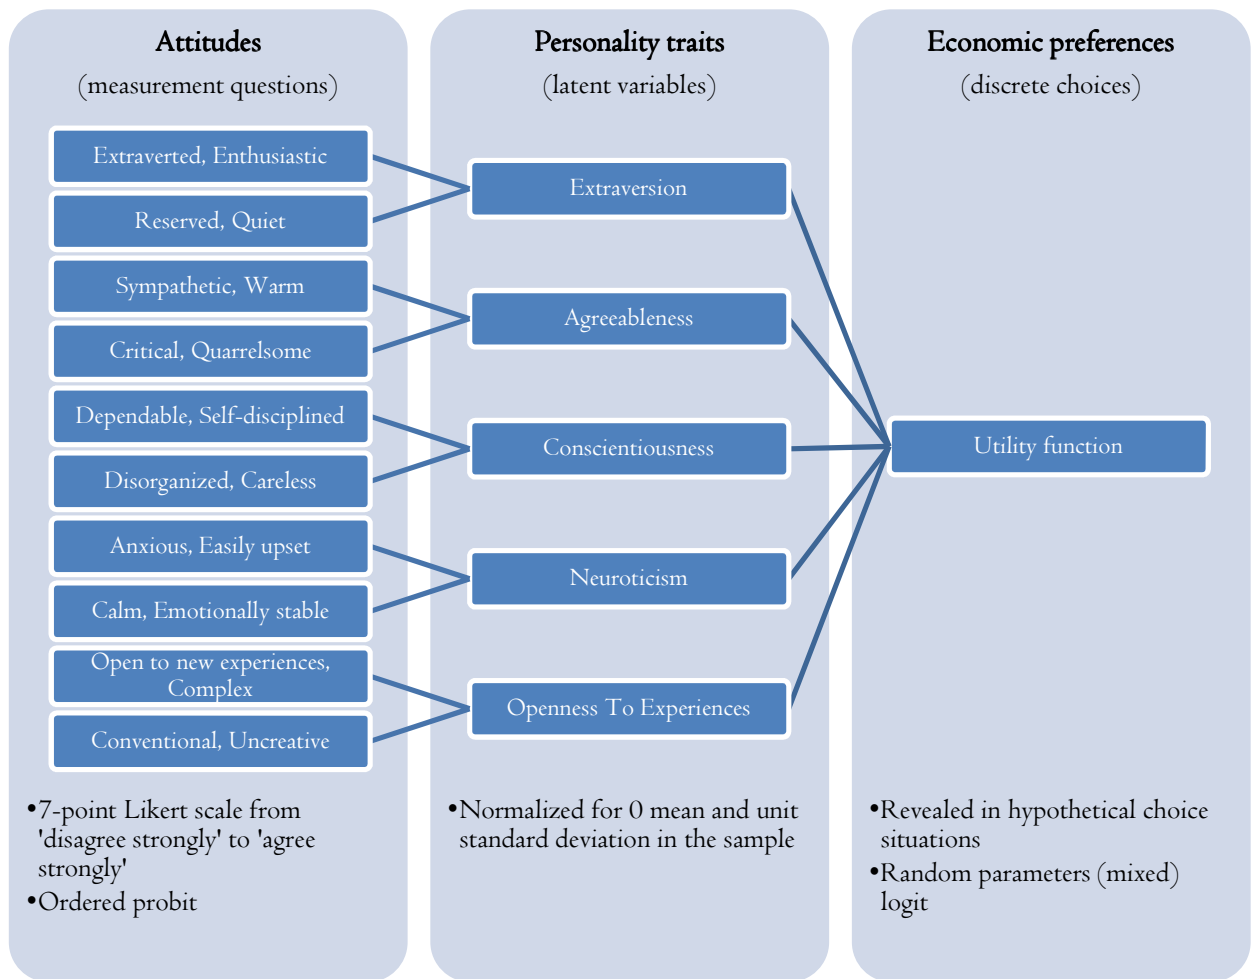 Attitudes
(measurement questions)
Extraverted, Enthusiastic
Reserved, Quiet
Sympathetic, Warm
Critical, Quarrelsome
Dependable, Self-disciplined
Disorganized, Careless
Anxious, Easily upset
Calm, Emotionally stable
Open to new experiences,
Complex
Conventional, Uncreative
•7-point Likert scale from
'disagree strongly' to 'agree
strongly'
•Ordered probit
Personality traits
(latent variables)
Extraversion
Agreeableness
Conscientiousness
Neuroticism
Openness To Experiences
•Normalized for 0 mean and unit
standard deviation in the sample
Economic preferences
(discrete choices)
Utility function
•Revealed in hypothetical choice
situations
•Random parameters (mixed)
logit